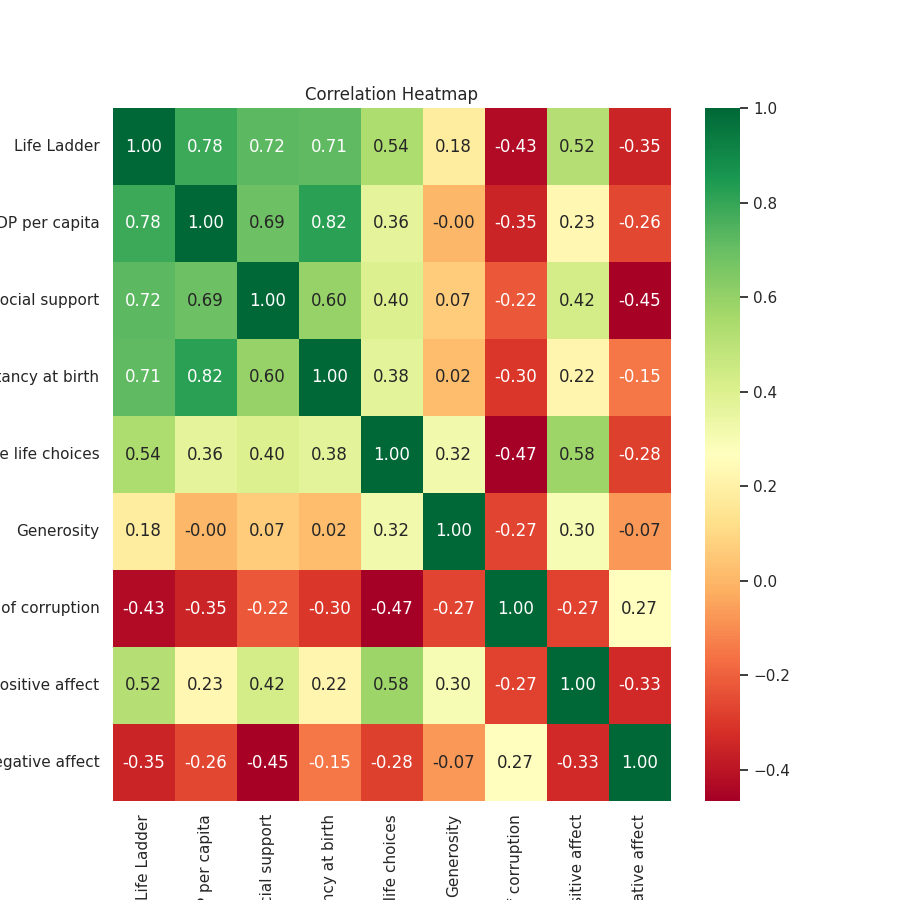 Correlation Heatmap
Life Ladder 1.00 0.78 0.72 0.71 0.54 0.18 -0.43 0.52 -0.35
DP per capita 0.78 1.00 0.69 0.82 0.36 -0.00 -0.35 0.23 -0.26
ocial support 0.72 0.69 1.00 0.60 0.40 0.07 -0.22 0.42 -0.45
tancy at birth 0.71 0.82 0.60 1.00 0.38 0.02 -0.30 0.22 -0.15
e life choices 0.54 0.36 0.40 0.38 1.00 0.32 -0.47 0.58 -0.28
Generosity 0.18 -0.00 0.07 0.02 0.32 1.00 -0.27 0.30 -0.07
of corruption -0.43 -0.35 -0.22 -0.30 -0.47 -0.27 1.00 -0.27 0.27
ositive affect 0.52 0.23 0.42 0.22 0.58 0.30 -0.27 1.00 -0.33
egative affect -0.35 -0.26 -0.45 -0.15 -0.28 -0.07 0.27 -0.33 1.00
Life Ladder
P per capita
cial support
ncy at birth
life choices
Generosity
corruption
sitive affect
ative affect
1.0
0.8
0.6
0.4
0.2
0.0
−0.2
−0.4